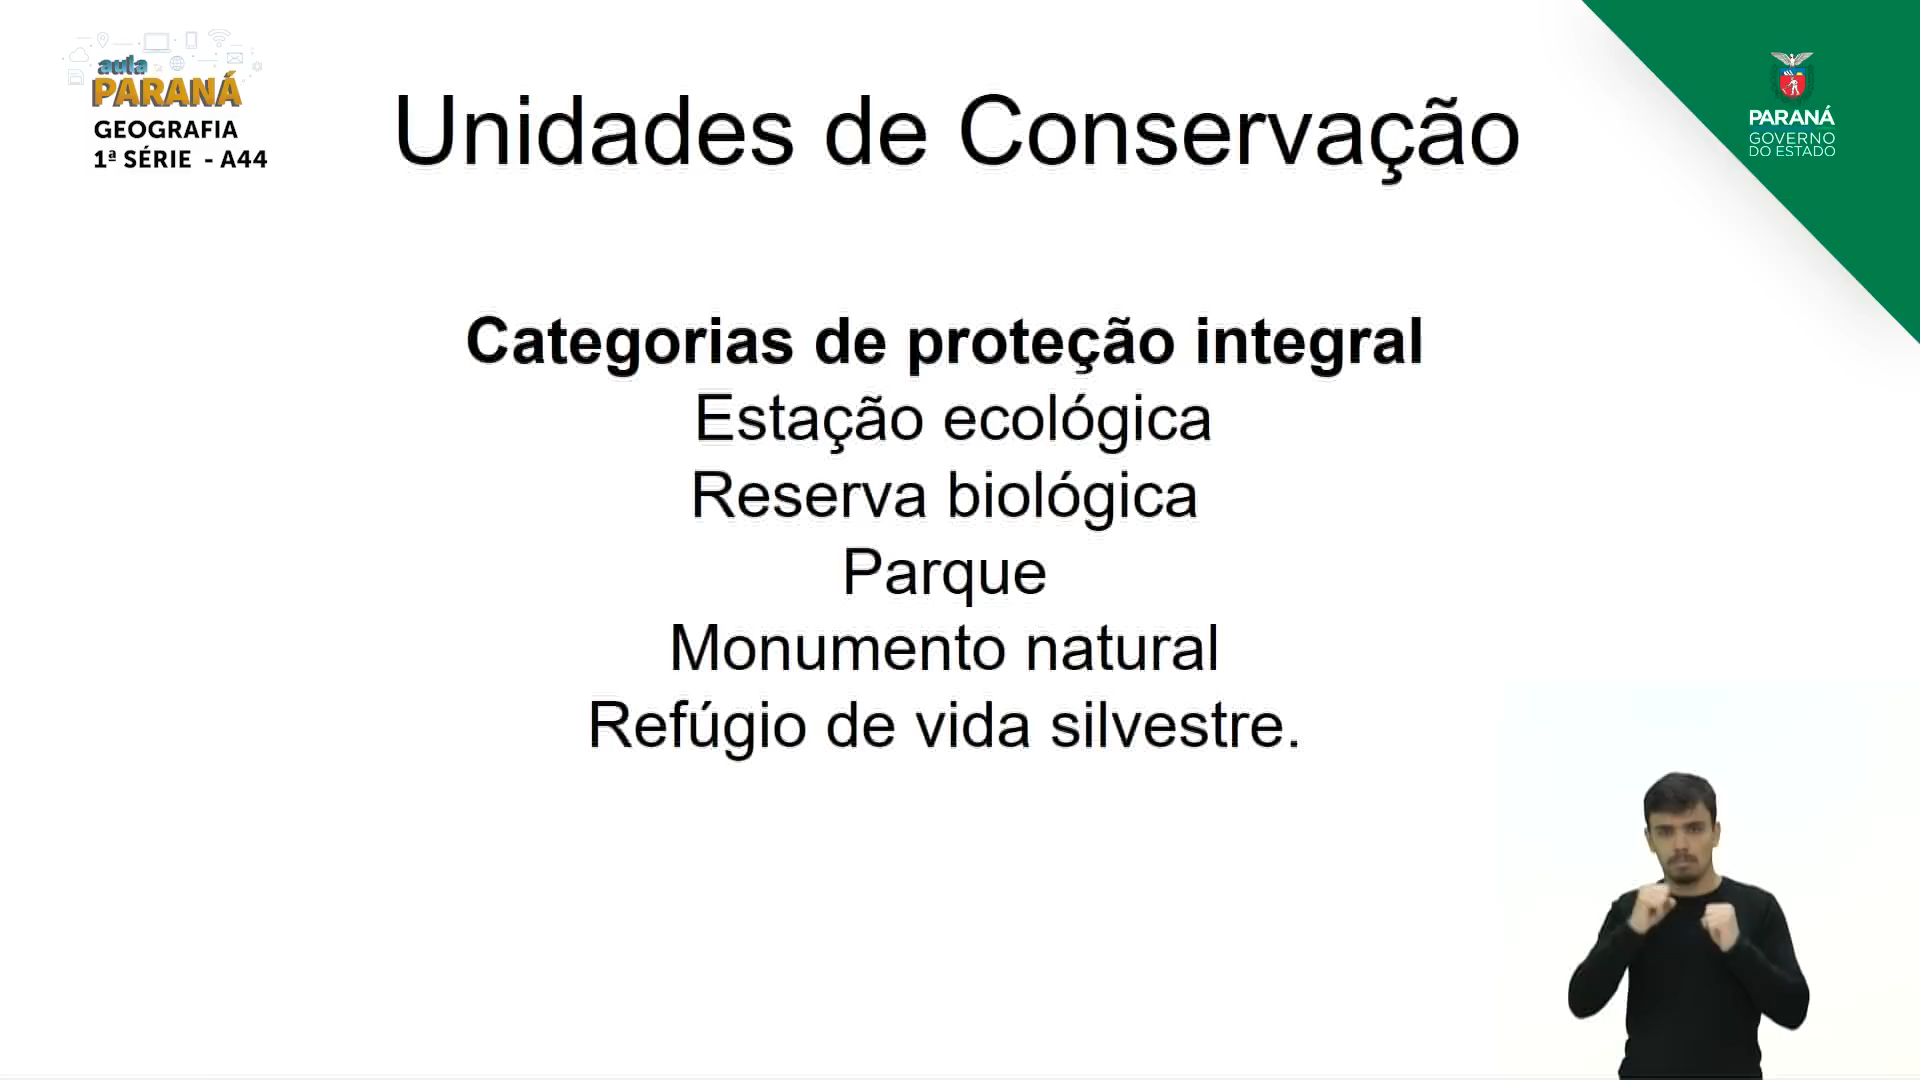 aula
PARANÁ
GEOGRAFIA
1ª SÉRIE - A44
Unidades de Conservação
PARANÁ
GOVERNO
DO ESTADO
Categorias de proteção integral
Estação ecológica
Reserva biológica
Parque
Monumento natural
Refúgio de vida silvestre.